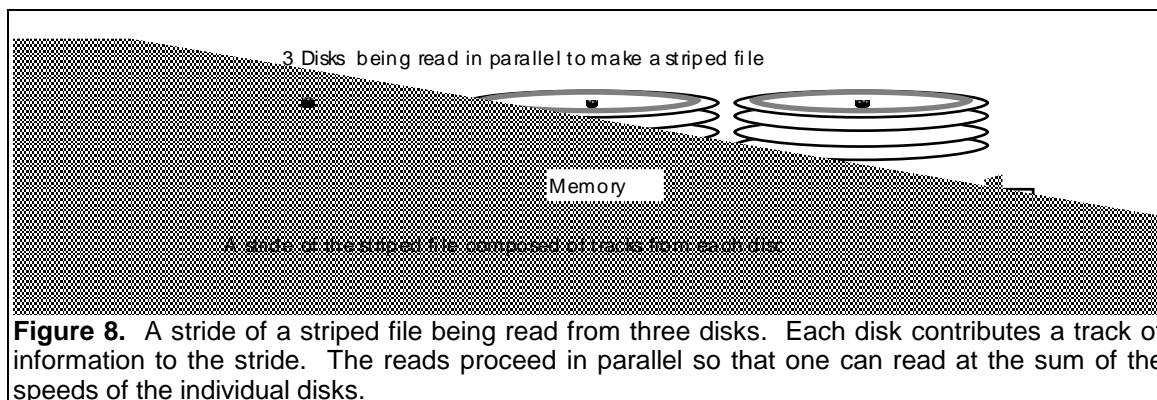 3 Disks being read in parallel to make a striped file
Memory
A stride of the striped file composed of tracks from each disc
Figure 8. A stride of a striped file being read from three disks. Each disk contributes a track of
information to the stride. The reads proceed in parallel so that one can read at the sum of the
speeds of the individual disks.